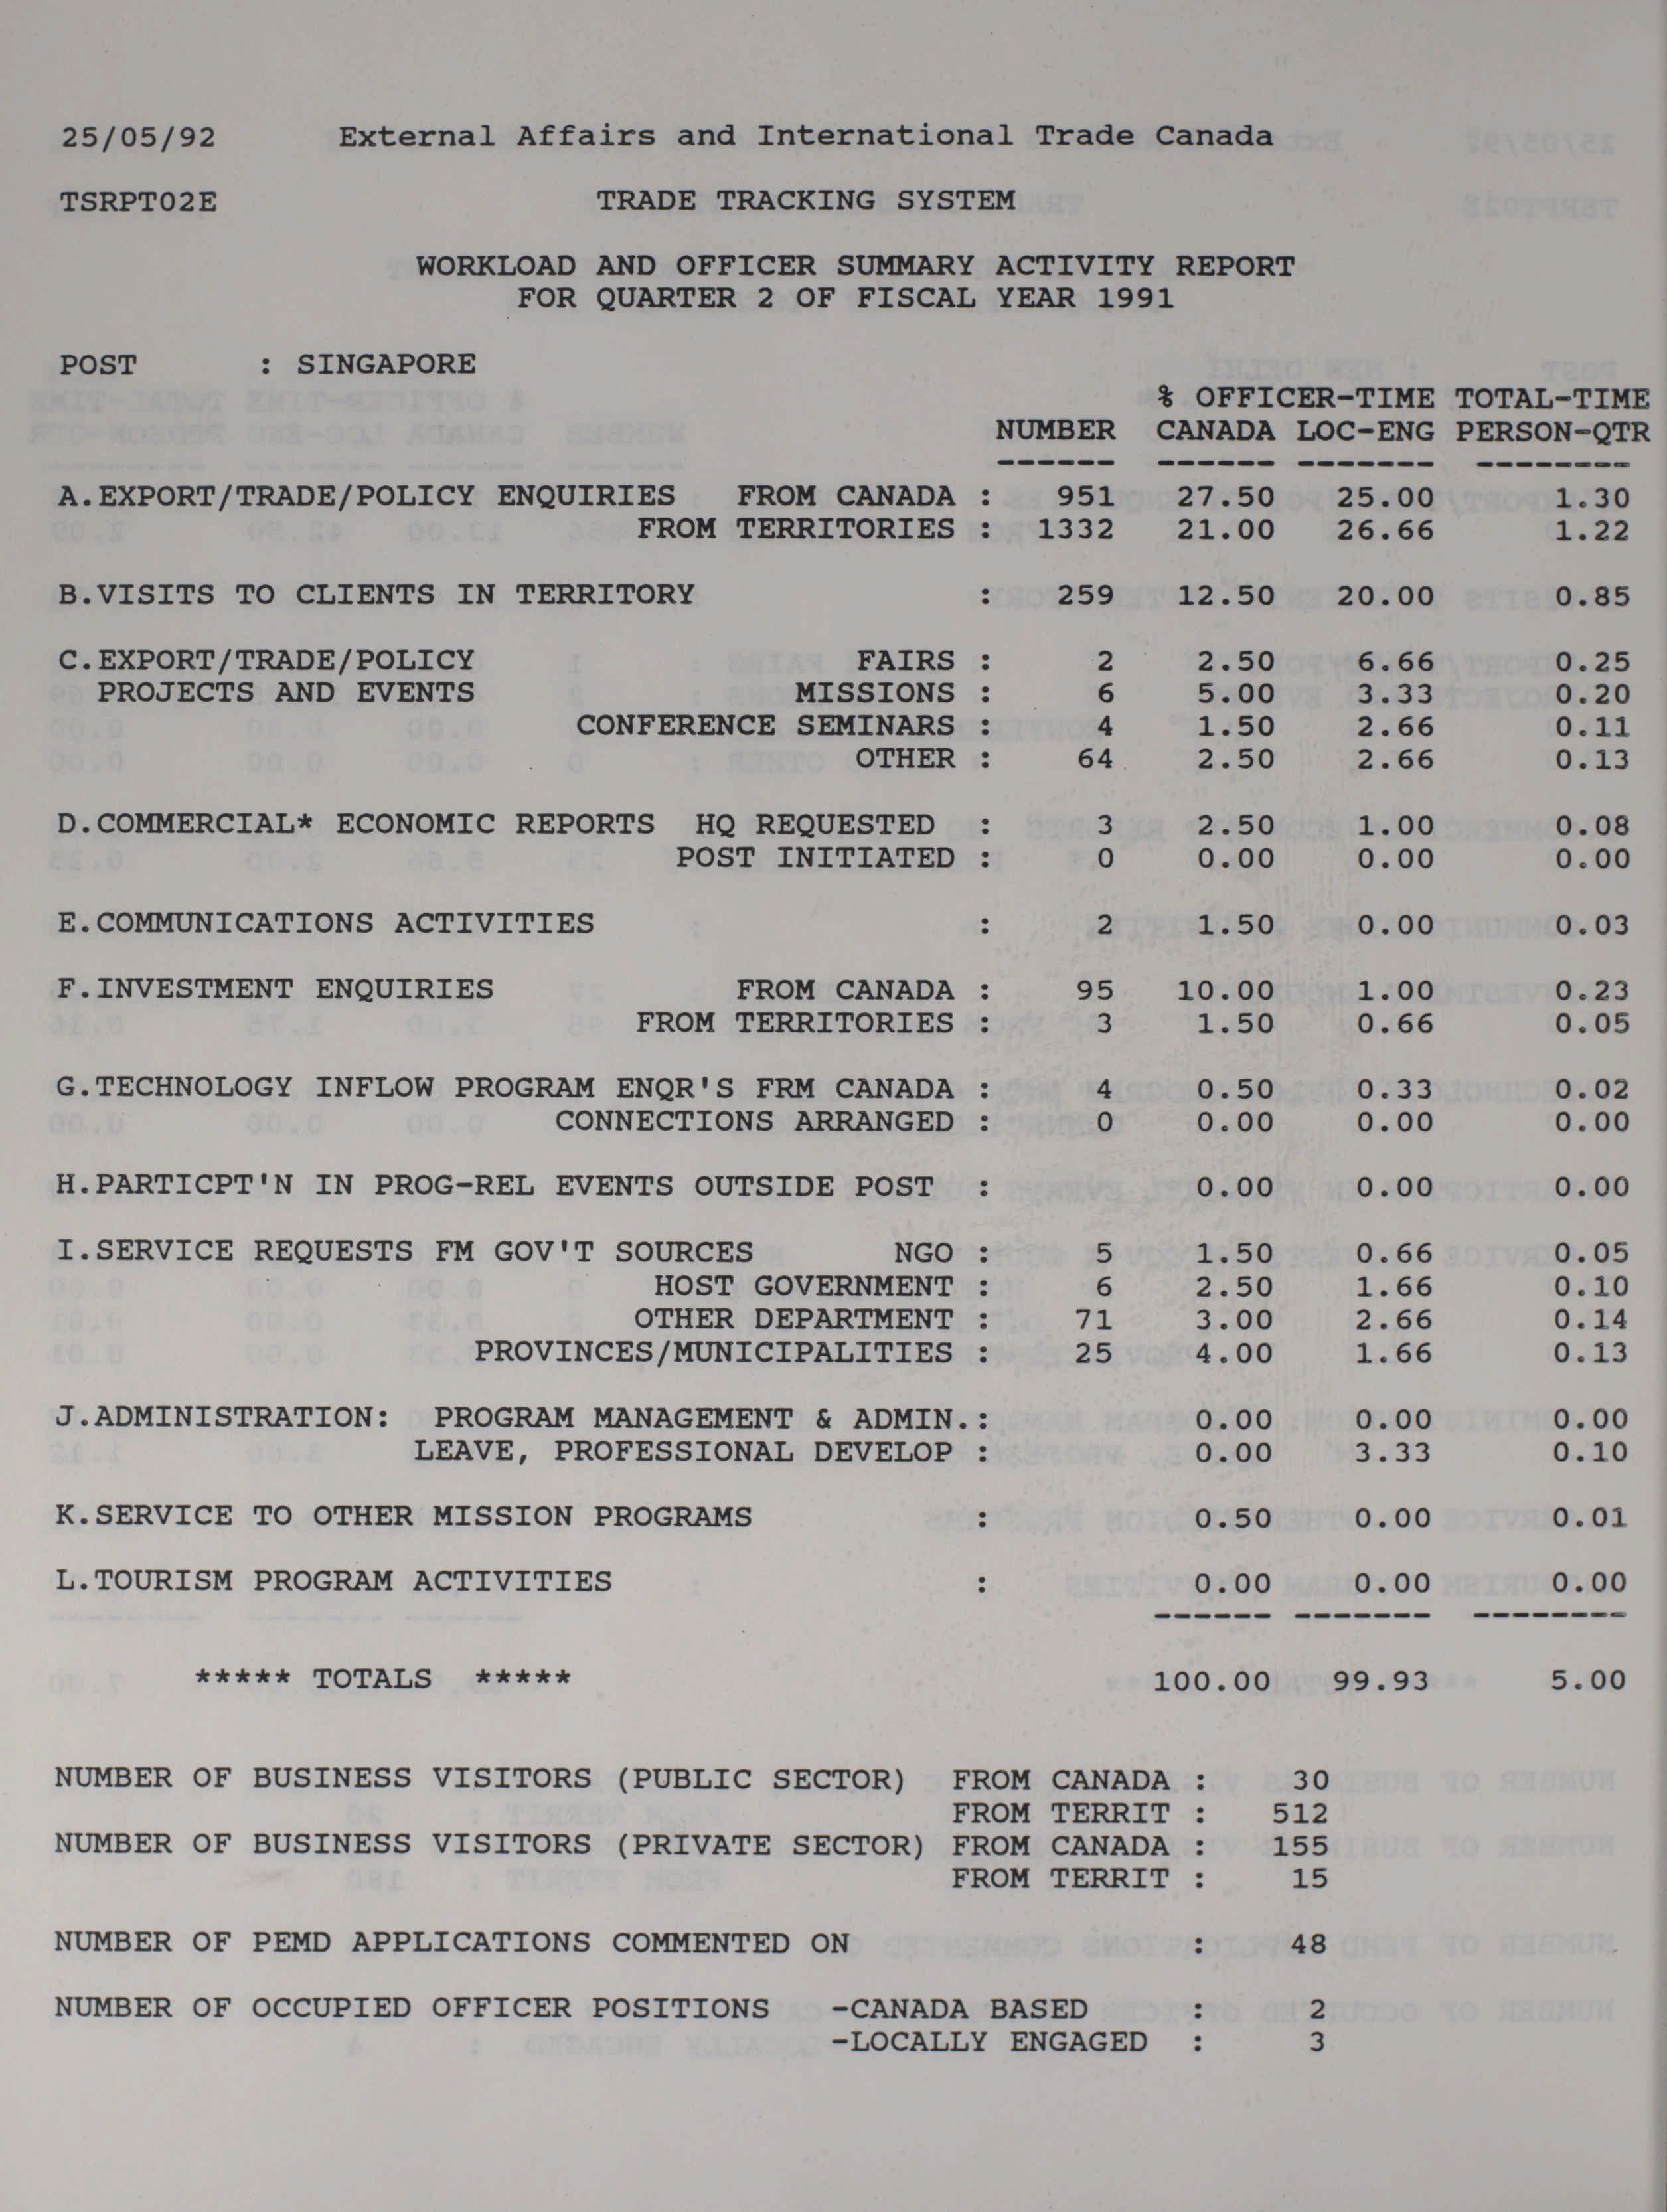 25/05/92 External Affairs and International Trade Canada
TSRPT02E TRADE TRACKING SYSTEM
WORKLOAD AND OFFICER SUMMARY ACTIVITY REPORT
FOR QUARTER 2 OF FISCAL YEAR 1991
POST : SINGAPORE
% OFFICER-TIME TOTAL-TIME
NUMBER CANADA LOC-ENG PERSON-QTR
------ ------ ------- --------
A.EXPORT/TRADE/POLICY ENQUIRIES FROM CANADA : 951 27.50 25.00 1.30
FROM TERRITORIES : 1332 21.00 26.66 1.22
B.VISITS TO CLIENTS IN TERRITORY : 259 12.50 20.00 0.85
C.EXPORT/TRADE/POLICY FAIRS : 2 2.50 6.66 0.25
PROJECTS AND EVENTS MISSIONS : 6 5.00 3.33 0.20
CONFERENCE SEMINARS : 4 1.50 2.66 0.11
OTHER : 64 2.50 2.66 0.13
D.COMMERCIAL* ECONOMIC REPORTS HQ REQUESTED : 3 2.50 1.00 0.08
POST INITIATED : 0 0.00 0.00 0.00
E.COMMUNICATIONS ACTIVITIES : 2 1.50 0.00 0.03
F.INVESTMENT ENQUIRIES FROM CANADA : 95 10.00 1.00 0.23
FROM TERRITORIES : 3 1.50 0.66 0.05
G.TECHNOLOGY INFLOW PROGRAM ENQR'S FRM CANADA : 4 0.50 0.33 0.02
CONNECTIONS ARRANGED : 0 0.00 0.00 0.00
H.PARTICPT'N IN PROG-REL EVENTS OUTSIDE POST : 0.00 0.00 0.00
I.SERVICE REQUESTS FM GOV'T SOURCES NGO : 5 1.50 0.66 0.05
HOST GOVERNMENT : 6 2.50 1.66 0.10
OTHER DEPARTMENT : 71 3.00 2.66 0.14
PROVINCES/MUNICIPALITIES : 25 4.00 1.66 0.13
J.ADMINISTRATION: PROGRAM MANAGEMENT & ADMIN.: 0.00 0.00 0.00
LEAVE, PROFESSIONAL DEVELOP : 0.00 3.33 0.10
K.SERVICE TO OTHER MISSION PROGRAMS : 0.50 0.00 0.01
L.TOURISM PROGRAM ACTIVITIES : 0.00 0.00 0.00
------ ------- --------
***** TOTALS ***** 100.00 99.93 5.00
NUMBER OF BUSINESS VISITORS (PUBLIC SECTOR) FROM CANADA : 30
FROM TERRIT : 512
NUMBER OF BUSINESS VISITORS (PRIVATE SECTOR) FROM CANADA : 155
FROM TERRIT : 15
NUMBER OF PEMD APPLICATIONS COMMENTED ON : 48
NUMBER OF OCCUPIED OFFICER POSITIONS -CANADA BASED : 2
-LOCALLY ENGAGED : 3